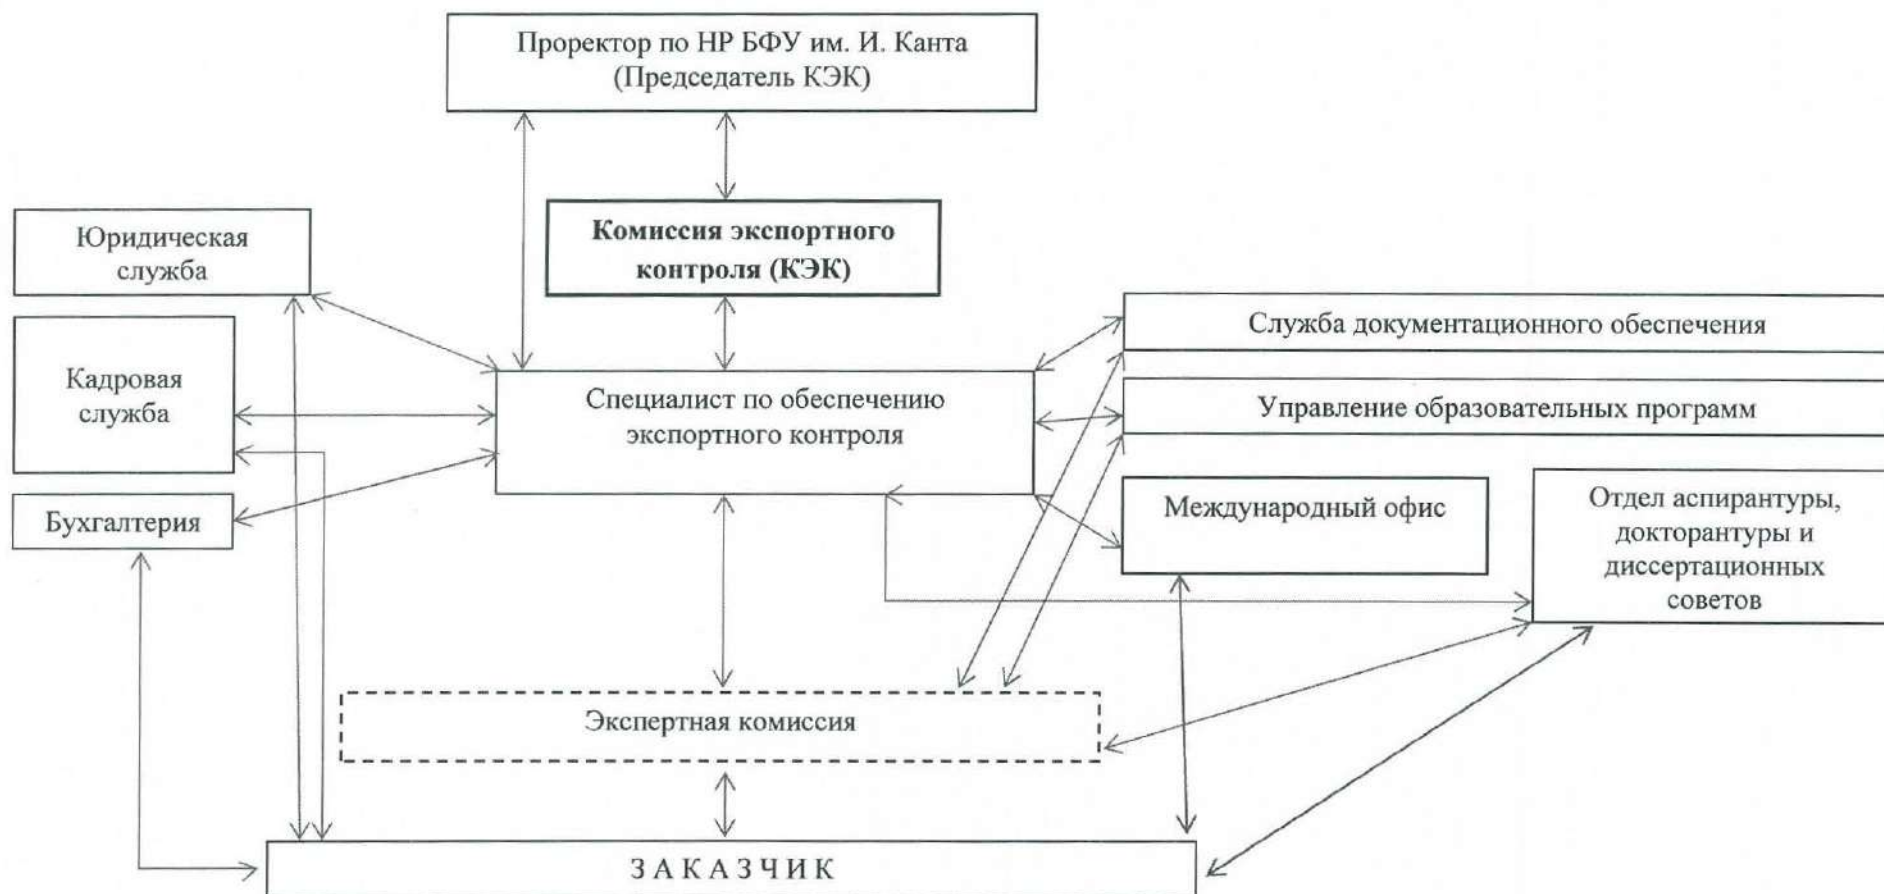 Проректор по НР БФУ им. И. Канта
(Председатель КЭК)
Юридическая
служба
Комиссия экспортного
контроля (КЭК)
Служба документационного обеспечения
Кадровая
служба
Специалист по обеспечению
экспортного контроля
Управление образовательных программ
Бухгалтерия
Международный офис
Отдел аспирантуры,
докторантуры и
диссертационных
советов
Экспертная комиссия
З А К А З Ч И К